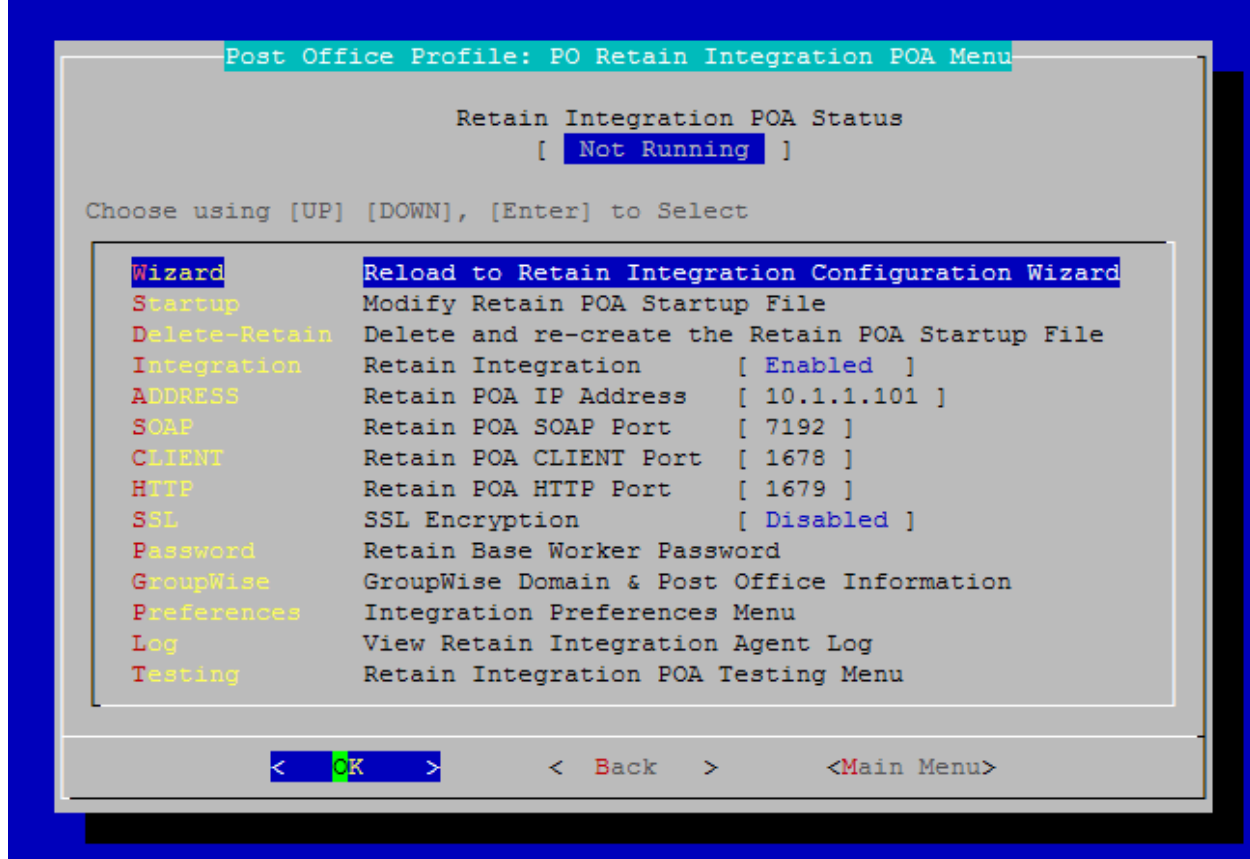 Post Office Profile: PO Retain Integration POA Menu
Retain Integration POA Status
[ Not Running ]
Choose using [UP] [DOWN], [Enter] to Select
Wizard Reload to Retain Integration Configuration Wizard
Startup Modify Retain POA Startup File
Delete-Retain Delete and re-create the Retain POA Startup File
Integration Retain Integration [ Enabled ]
ADDRESS Retain POA IP Address [ 10.1.1.101 ]
SOAP Retain POA SOAP Port [ 7192 ]
CLIENT Retain POA CLIENT Port [ 1678 ]
HTTP Retain POA HTTP Port [ 1679 ]
SSL SSL Encryption [ Disabled ]
Password Retain Base Worker Password
GroupWise GroupWise Domain & Post Office Information
Preferences Integration Preferences Menu
Log View Retain Integration Agent Log
Testing Retain Integration POA Testing Menu
< OK > < Back > <Main Menu>